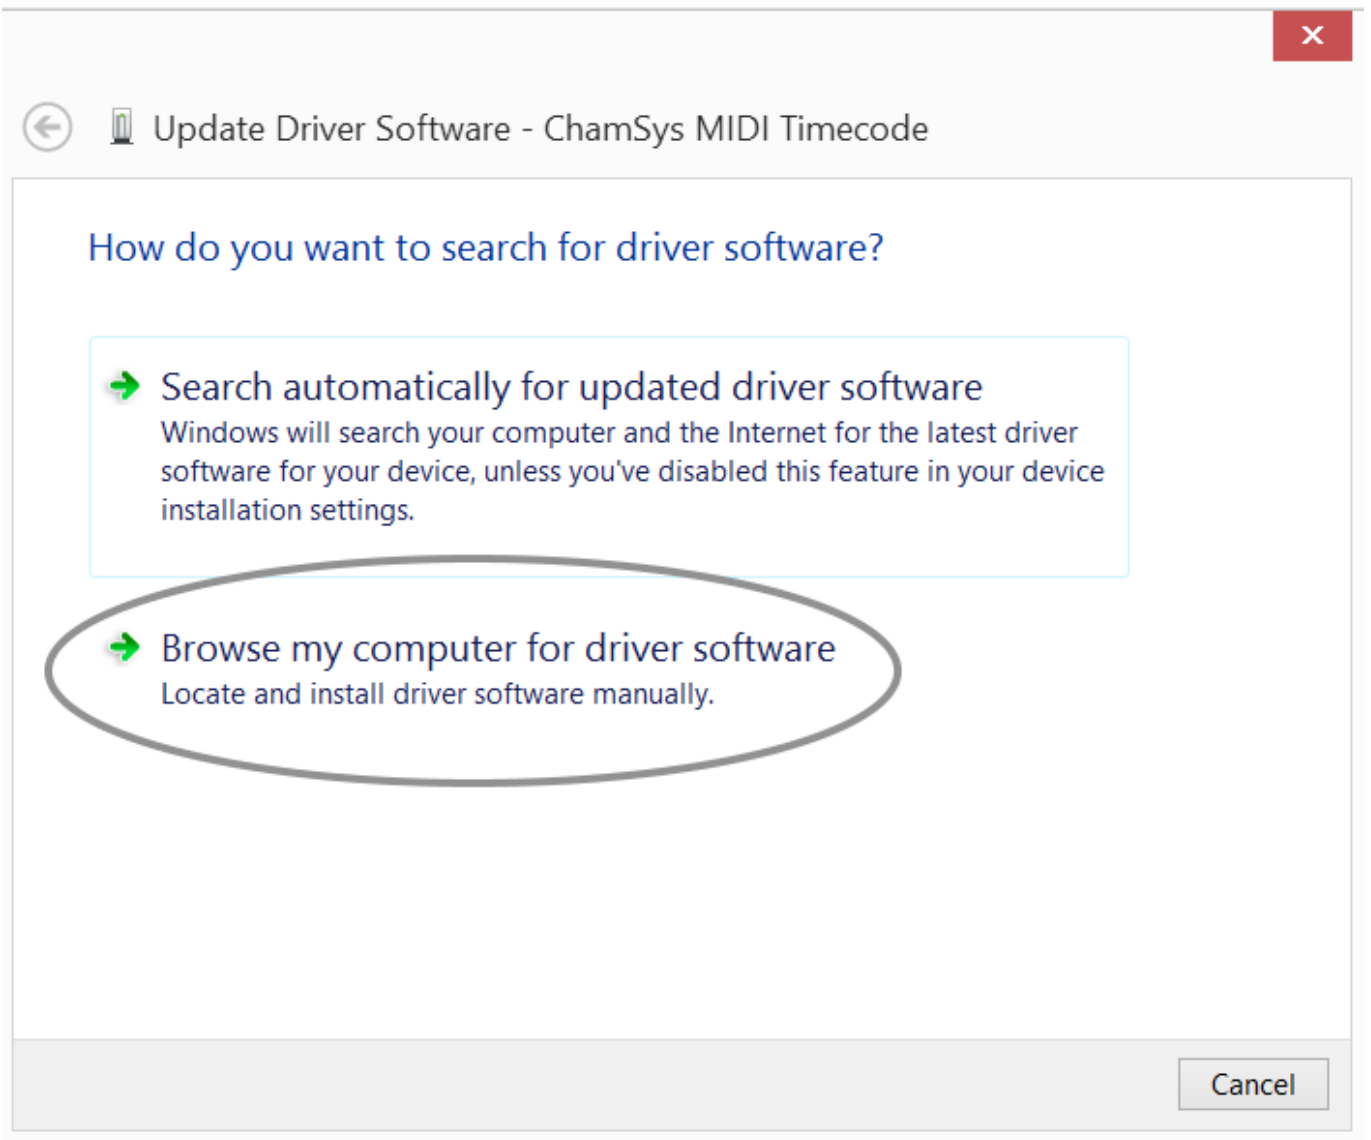 Update Driver Software - ChamSys MIDI Timecode
How do you want to search for driver software?
Search automatically for updated driver software
Windows will search your computer and the Internet for the latest driver
software for your device, unless you've disabled this feature in your device
installation settings.
Browse my computer for driver software
Locate and install driver software manually.
Cancel